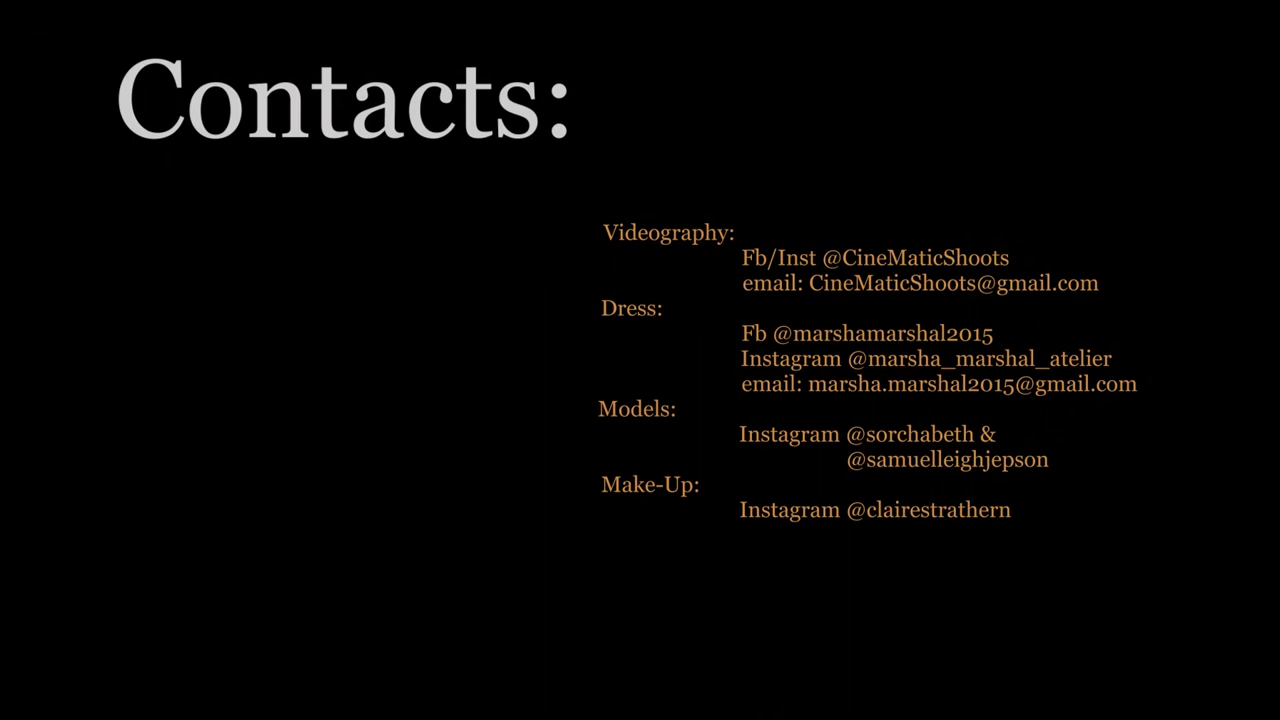 Contacts:
Videography:
Fb/Inst @CineMaticShoots
email: CineMaticShoots@gmail.com
Dress:
Fb @marshamarshal2015
Instagram @marsha_marshal_atelier
email: marsha.marshal2015@gmail.com
Models:
Instagram @sorchabeth &
@samuelleighjepson
Make-Up:
Instagram @clairestrathern